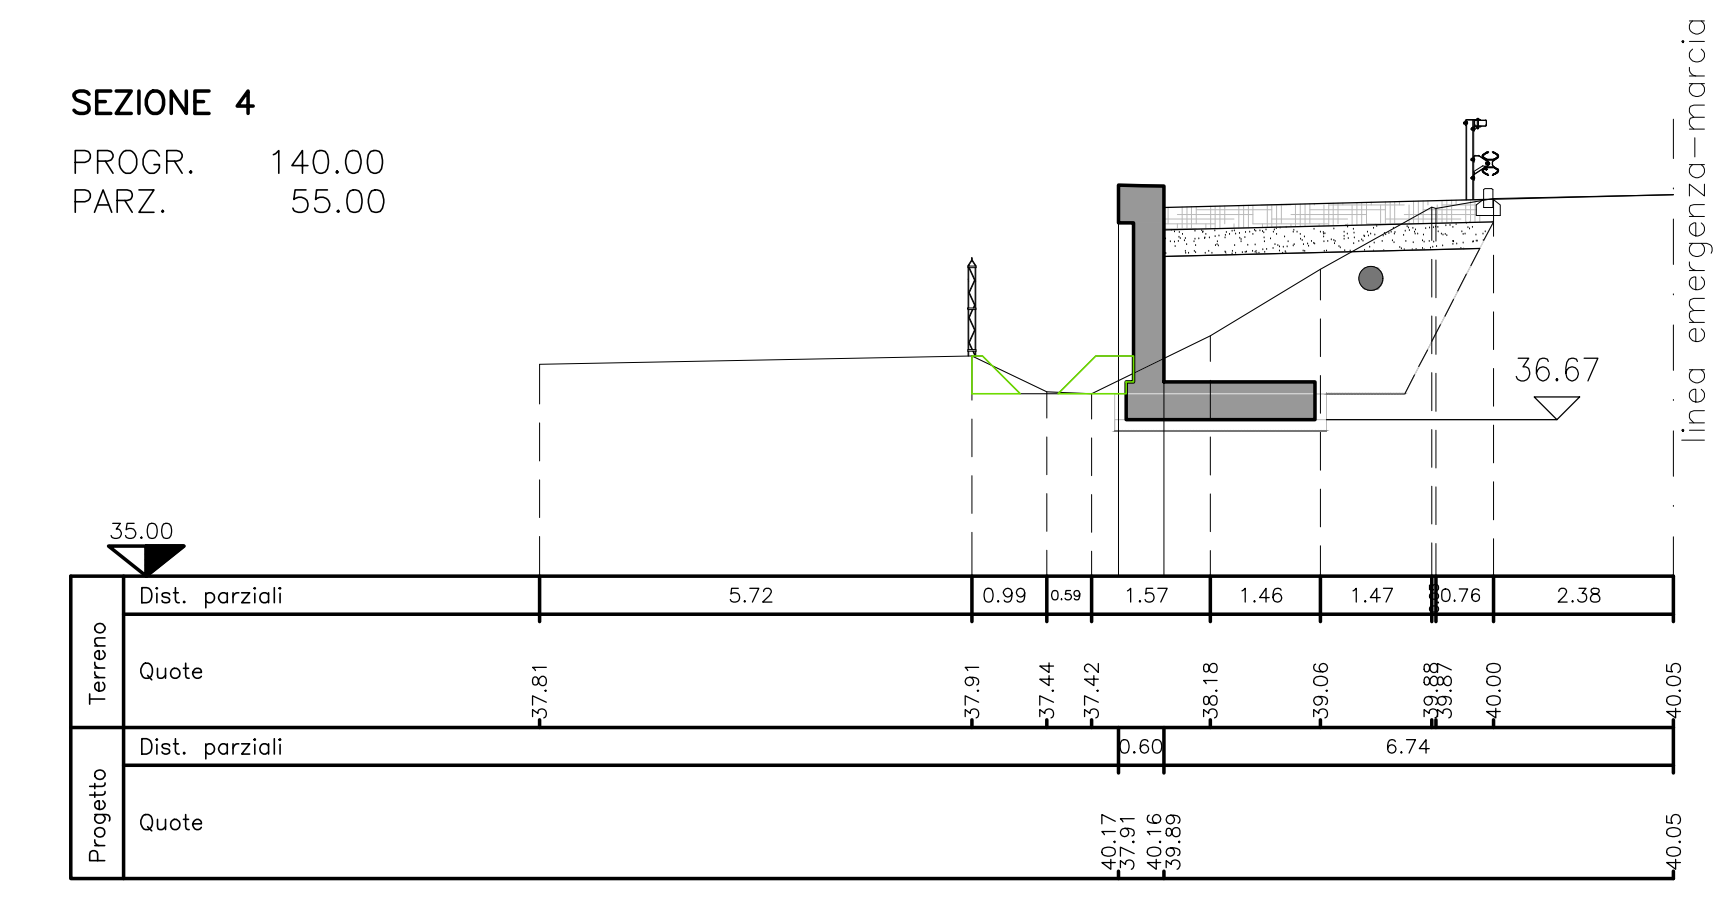 linea emergenza-marcia
SEZIONE 4
PROGR. 140.00
PARZ. 55.00
36.67
35.00
Terreno
Dist. parziali 5.72 0.99 0.59 1.57 1.46 1.47 0.76 2.38
Quote 37.81 37.91 37.44 37.42 38.18 39.06 39.88 39.87 40.00 40.05
Progetto
Dist. parziali 0.60 6.74
Quote 40.17 37.91 40.16 39.89 40.05